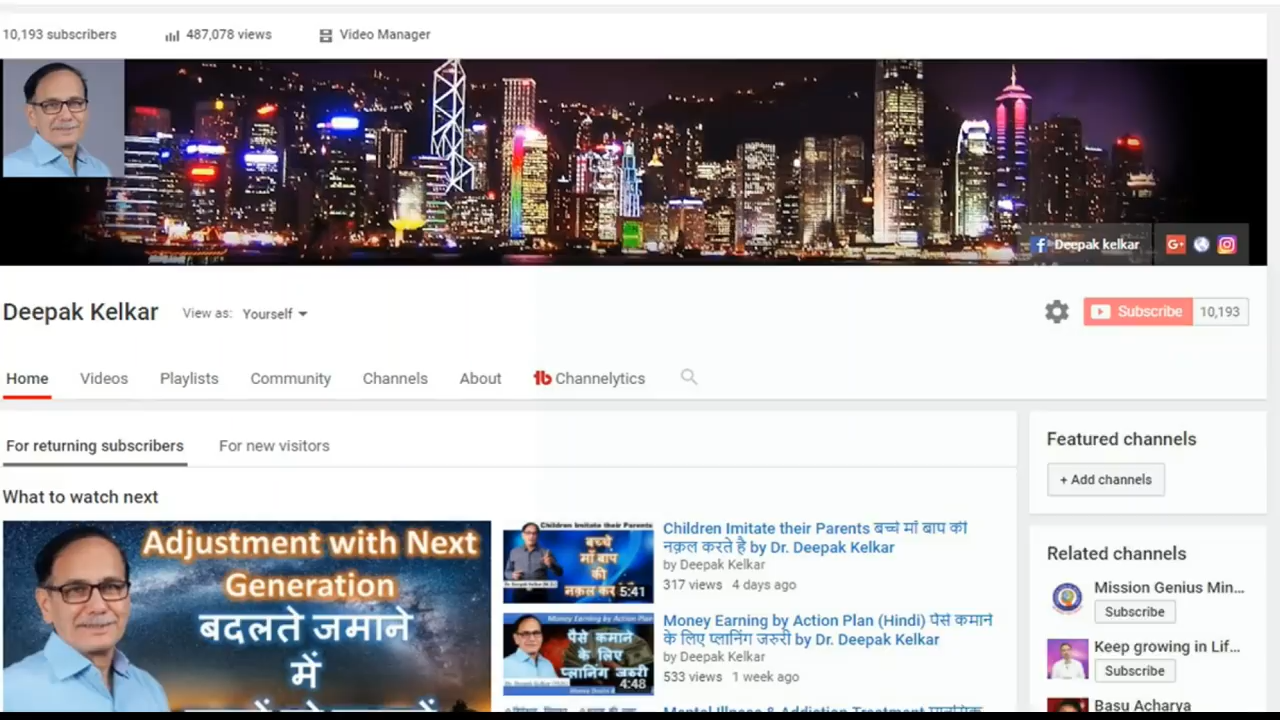 10,193 subscribers 487,078 views Video Manager
Deepak kelkar
Deepak Kelkar View as: Yourself
Subscribe 10,193
Home Videos Playlists Community Channels About Channelytics
For returning subscribers For new visitors
What to watch next
Adjustment with Next
Generation
बदलते जमाने
में
Children Imitate their Parents
बच्चे
माँ बाप
की
नक़ल कर
5:41
Children Imitate their Parents बच्चे माँ बाप की
नक़ल करते है by Dr. Deepak Kelkar
by Deepak Kelkar
317 views 4 days ago
Money Earning by Action Plan
पैसे कमाने
के लिए
प्लानिंग जरुरी
4:48
Money Earning by Action Plan (Hindi) पैसे कमाने
के लिए प्लानिंग जरुरी by Dr. Deepak Kelkar
by Deepak Kelkar
533 views 1 week ago
Mental Illness & Addiction Treatment मानसिक
Featured channels
+ Add channels
Related channels
Mission Genius Min...
Subscribe
Keep growing in Lif...
Subscribe
Basu Acharya